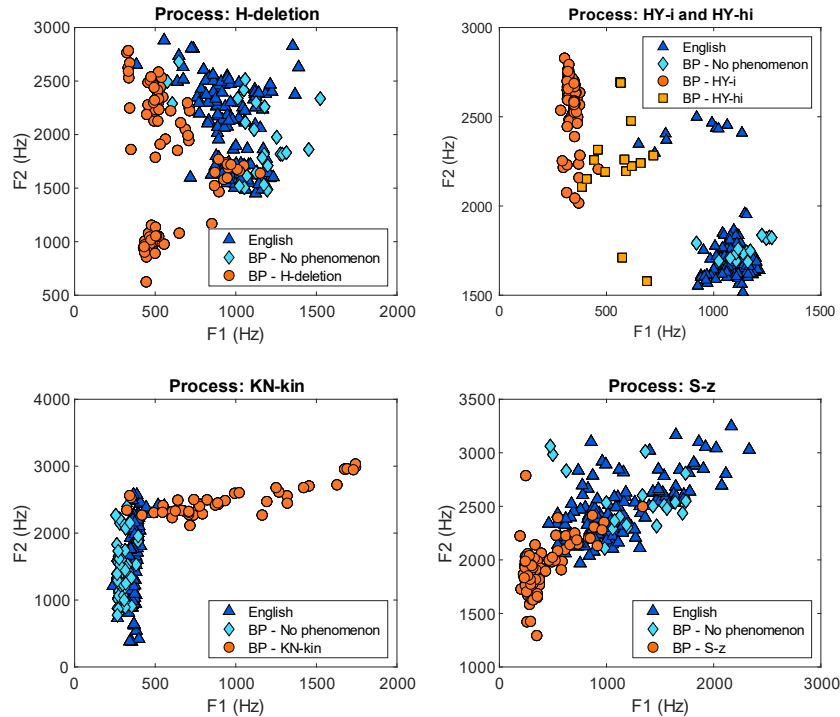 Process: H-deletion
3000
2500
2000
1500
1000
500
F2 (Hz)
0 500 1000 1500 2000
F1 (Hz)
English
BP - No phenomenon
BP - H-deletion
Process: HY-i and HY-hi
3000
2500
2000
1500
F2 (Hz)
0 500 1000 1500
F1 (Hz)
English
BP - No phenomenon
BP - HY-i
BP - HY-hi
Process: KN-kin
4000
3000
2000
1000
0
F2 (Hz)
0 500 1000 1500 2000
F1 (Hz)
English
BP - No phenomenon
BP - KN-kin
Process: S-z
3500
3000
2500
2000
1500
1000
F2 (Hz)
0 1000 2000 3000
F1 (Hz)
English
BP - No phenomenon
BP - S-z